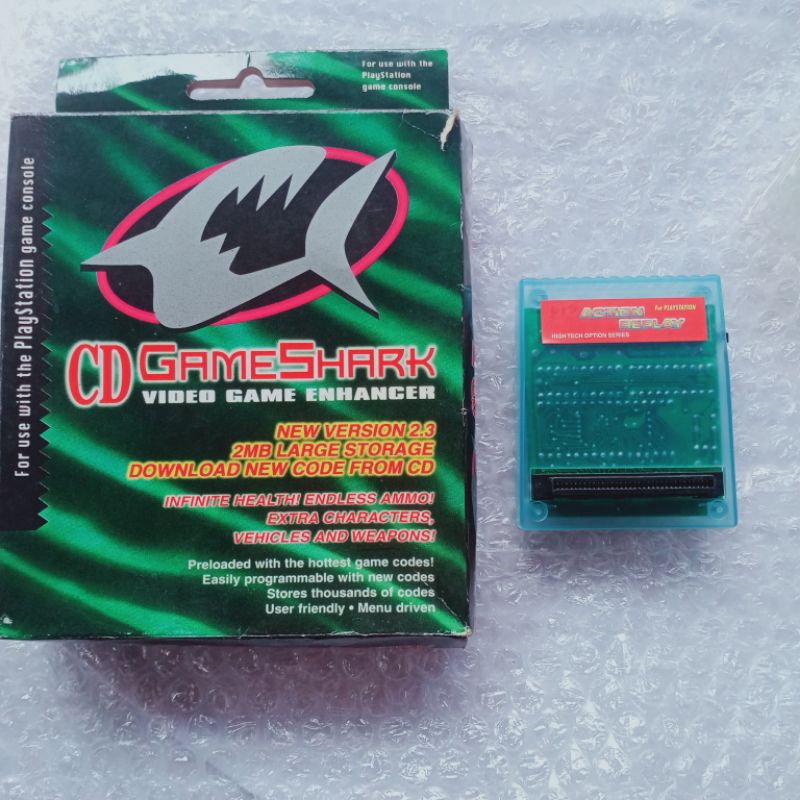 For use with the
PlayStation
game console
For use with the PlayStation game console
CD GAMESHARK
VIDEO GAME ENHANCER
NEW VERSION 2.3
2MB LARGE STORAGE
DOWNLOAD NEW CODE FROM CD
INFINITE HEALTH! ENDLESS AMMO!
EXTRA CHARACTERS,
VEHICLES AND WEAPONS!
Preloaded with the hottest game codes!
Easily programmable with new codes
Stores thousands of codes
User friendly • Menu driven
ACTION For PLAYSTATION
REPLAY
HIGH TECH OPTION SERIES